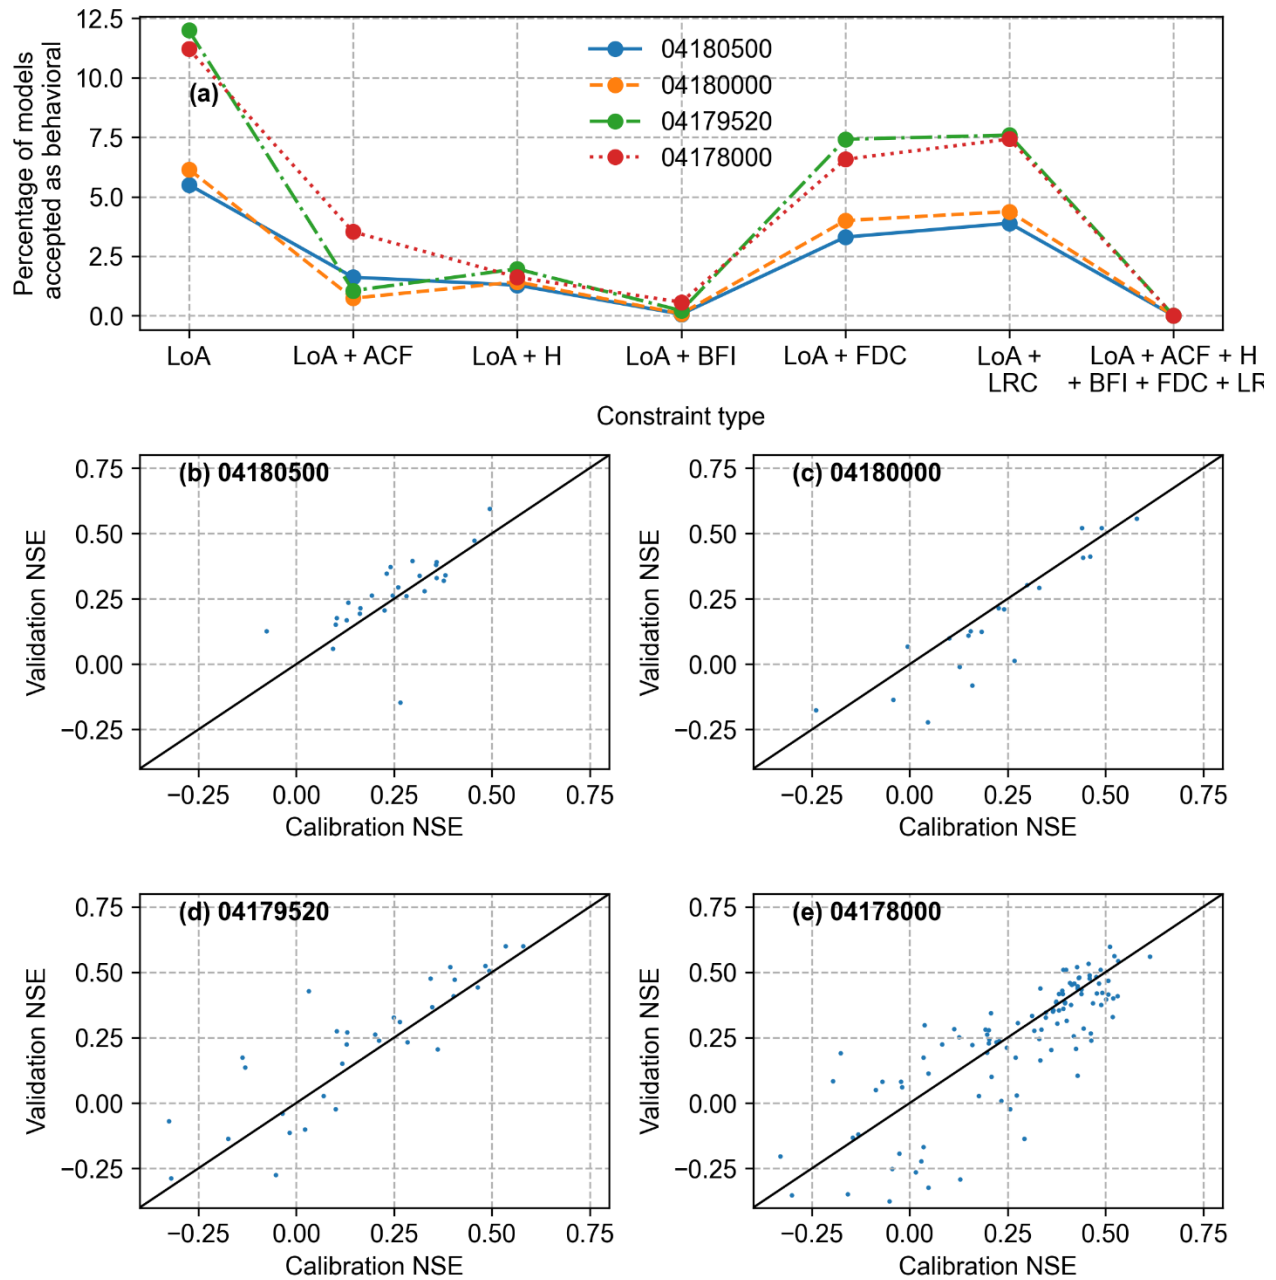 12.5
10.0
7.5
5.0
2.5
0.0
Percentage of models
accepted as behavioral
(a)
04180500
04180000
04179520
04178000
LoA
LoA + ACF
LoA + H
LoA + BFI
LoA + FDC
LoA +
LRC
LoA + ACF + H
+ BFI + FDC + LR
Constraint type
(b) 04180500
0.75
0.50
0.25
0.00
−0.25
Validation NSE
−0.25 0.00 0.25 0.50 0.75
Calibration NSE
(c) 04180000
0.75
0.50
0.25
0.00
−0.25
Validation NSE
−0.25 0.00 0.25 0.50 0.75
Calibration NSE
(d) 04179520
0.75
0.50
0.25
0.00
−0.25
Validation NSE
−0.25 0.00 0.25 0.50 0.75
Calibration NSE
(e) 04178000
0.75
0.50
0.25
0.00
−0.25
Validation NSE
−0.25 0.00 0.25 0.50 0.75
Calibration NSE